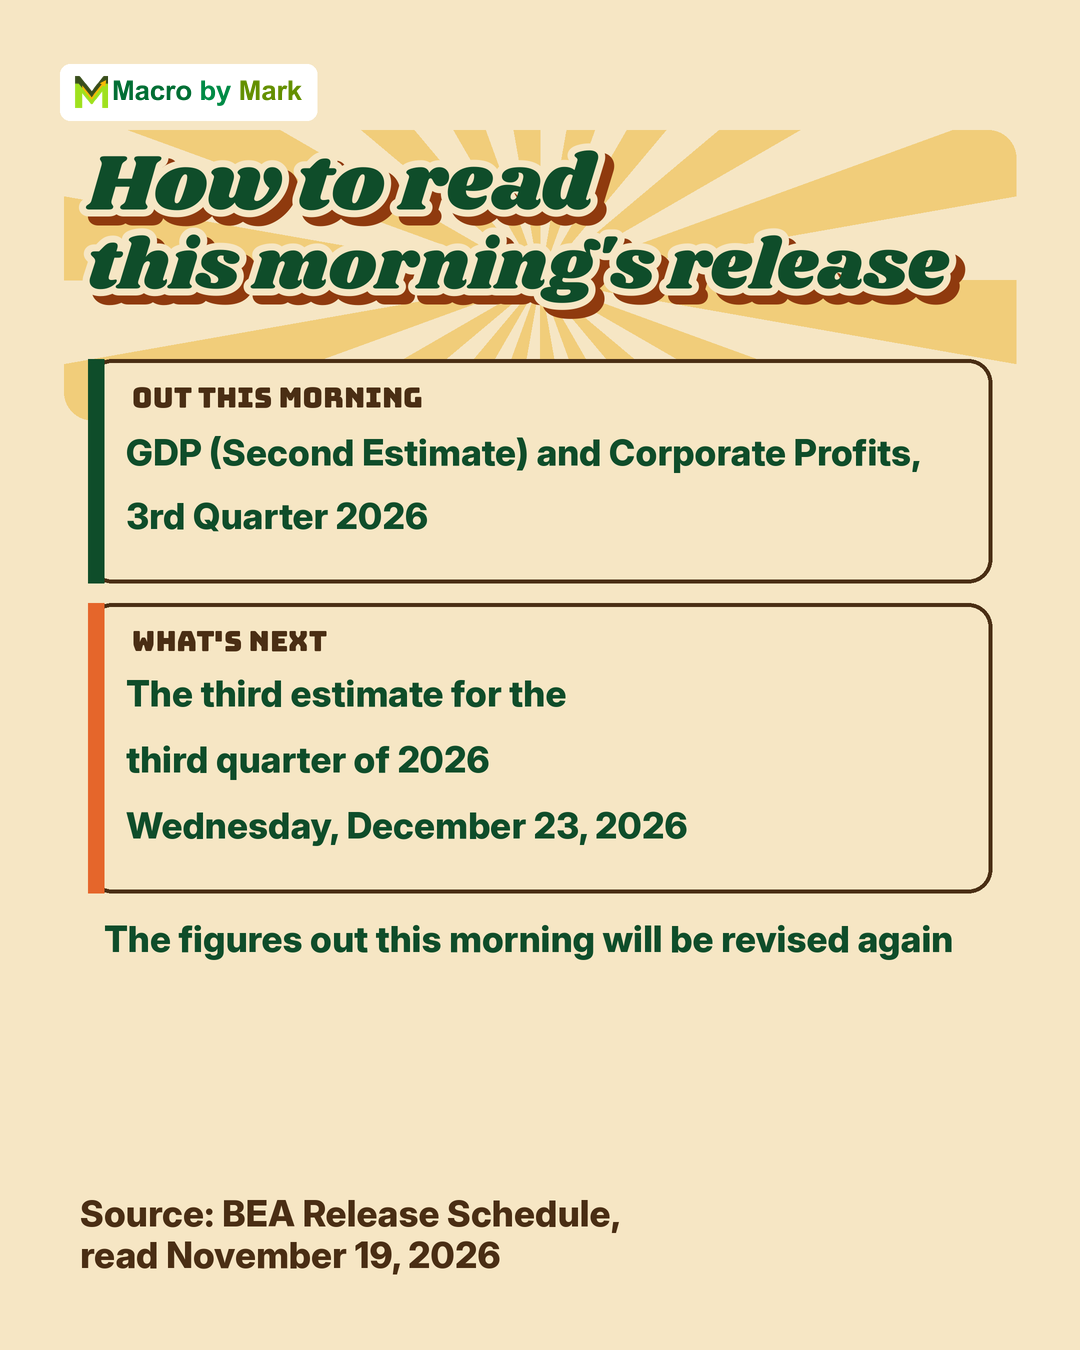 Macro by Mark
How to read
this morning's release
OUT THIS MORNING
GDP (Second Estimate) and Corporate Profits,
3rd Quarter 2026
WHAT'S NEXT
The third estimate for the
third quarter of 2026
Wednesday, December 23, 2026
The figures out this morning will be revised again
Source: BEA Release Schedule,
read November 19, 2026